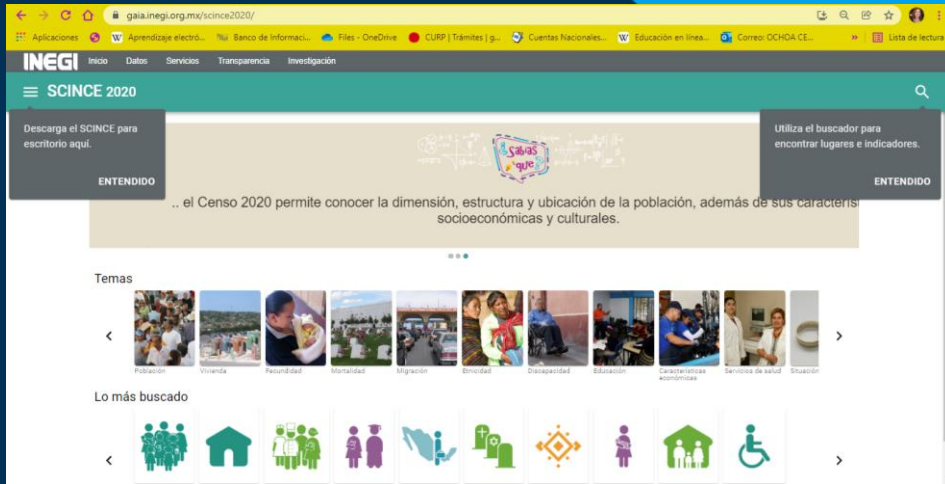 gaia.inegi.org.mx/scince2020/
Aplicaciones
Aprendizaje electró...
Banco de Informaci...
Files - OneDrive
CURP | Trámites | g...
Cuentas Nacionales...
Educación en línea...
Correo: OCHOA CE...
»
Lista de lectura
INEGI Inicio Datos Servicios Transparencia Investigación
SCINCE 2020
Descarga el SCINCE para
escritorio aquí.
ENTENDIDO
Sabías
que
Utiliza el buscador para
encontrar lugares e indicadores.
ENTENDIDO
.. el Censo 2020 permite conocer la dimensión, estructura y ubicación de la población, además de sus caracterís
socioeconómicas y culturales.
Temas
Población
Vivienda
Fecundidad
Mortalidad
Migración
Etnicidad
Discapacidad
Educación
Características
económicas
Servicios de salud
Situación
Lo más buscado